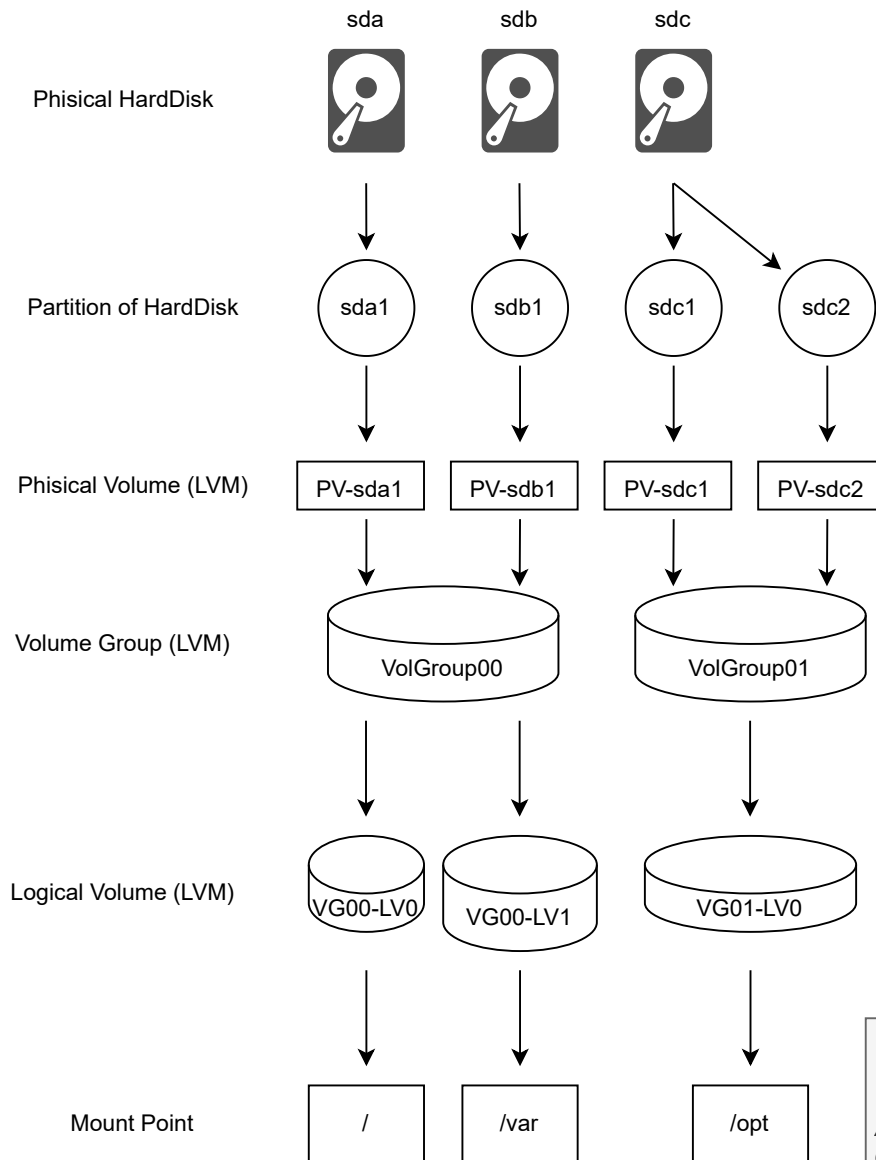 sda sdb sdc
Phisical HardDisk
Partition of HardDisk sda1 sdb1 sdc1 sdc2
Phisical Volume (LVM) PV-sda1 PV-sdb1 PV-sdc1 PV-sdc2
Volume Group (LVM) VolGroup00 VolGroup01
Logical Volume (LVM) VG00-LV0 VG00-LV1 VG01-LV0
Mount Point / /var /opt